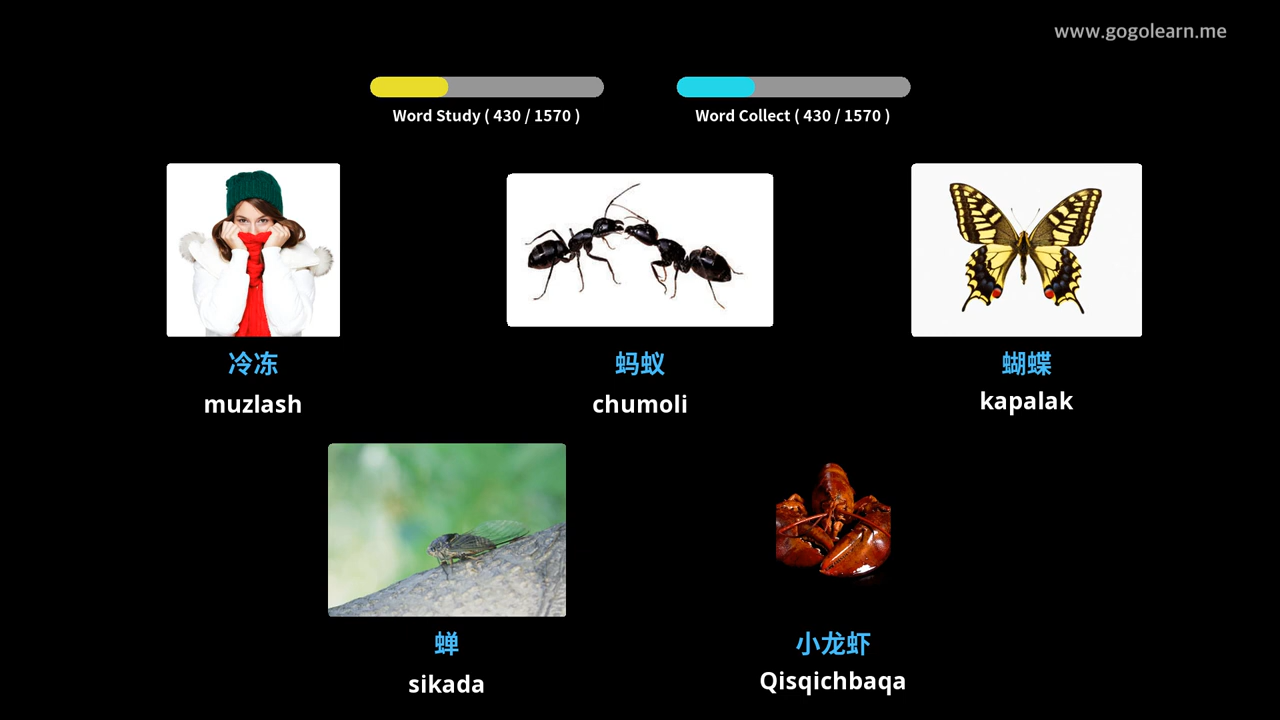 www.gogolearn.me
Word Study ( 430 / 1570 )
Word Collect ( 430 / 1570 )
冷冻
muzlash
蚂蚁
chumoli
蝴蝶
kapalak
蝉
sikada
小龙虾
Qisqichbaqa